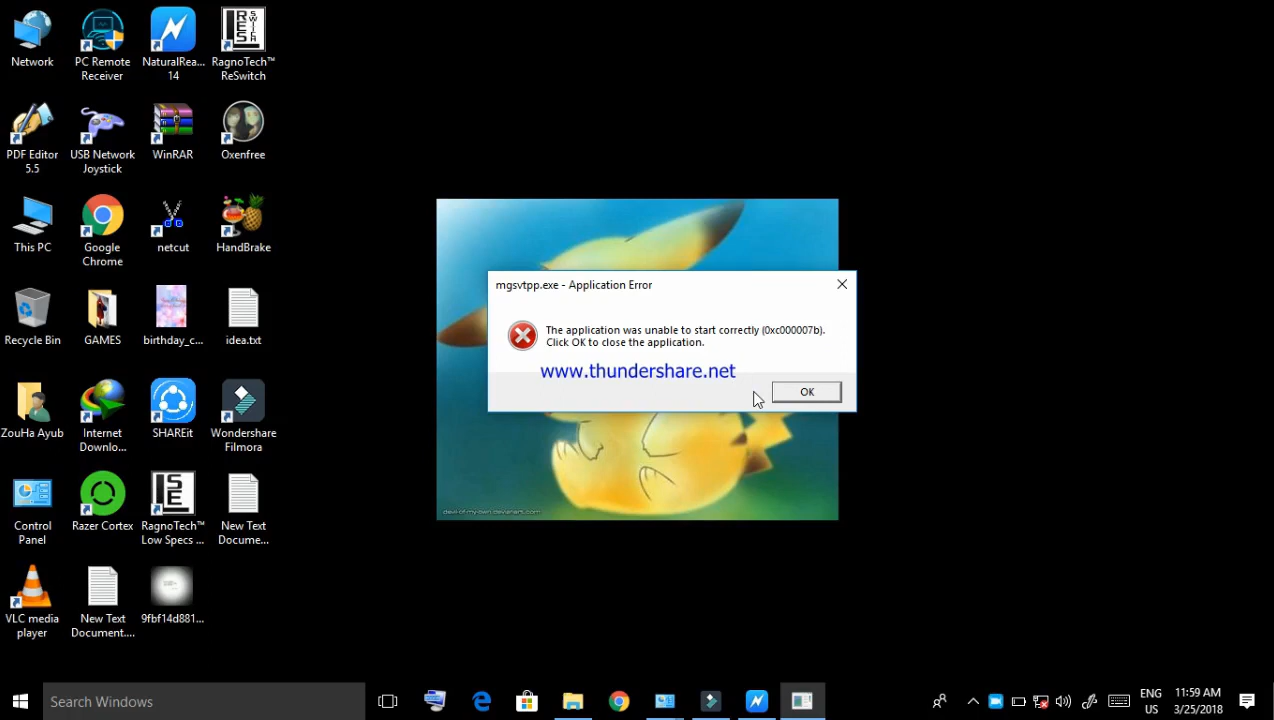 Network
PC Remote
Receiver
NaturalRea...
14
RagnoTech™
ReSwitch
PDF Editor
5.5
USB Network
Joystick
WinRAR
Oxenfree
This PC
Google
Chrome
netcut
HandBrake
Recycle Bin
GAMES
birthday_c...
idea.txt
ZouHa Ayub
Internet
Downlo...
SHAREit
Wondershare
Filmora
Control
Panel
Razer Cortex
RagnoTech™
Low Specs ...
New Text
Docume...
VLC media
player
New Text
Document....
9fbf14d881...
mgsvtpp.exe - Application Error
The application was unable to start correctly (0xc000007b).
Click OK to close the application.
www.thundershare.net
OK
Search Windows
ENG
US
11:59 AM
3/25/2018